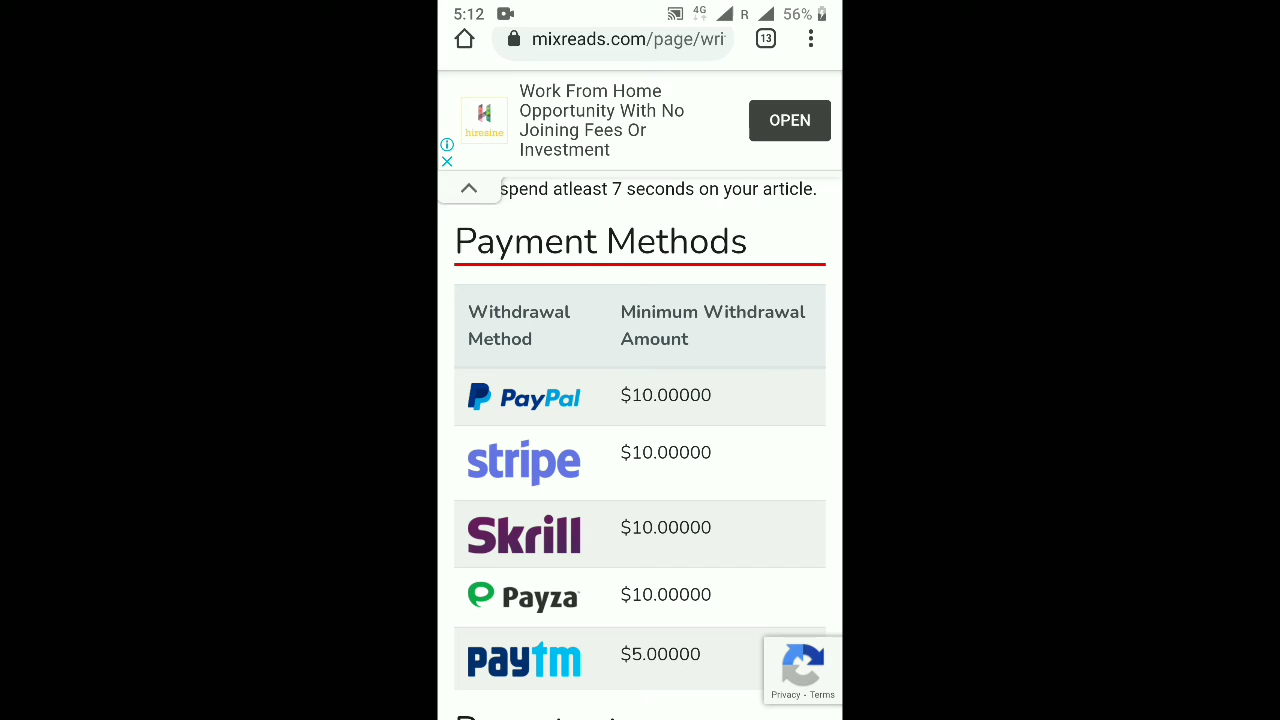 5:12 4G R 56%
mixreads.com/page/wri 13
Work From Home
Opportunity With No
Joining Fees Or
Investment
OPEN
hiresine
spend atleast 7 seconds on your article.
Payment Methods
Withdrawal Minimum Withdrawal
Method Amount
PayPal $10.00000
stripe $10.00000
Skrill $10.00000
Payza $10.00000
paytm $5.00000
Privacy - Terms